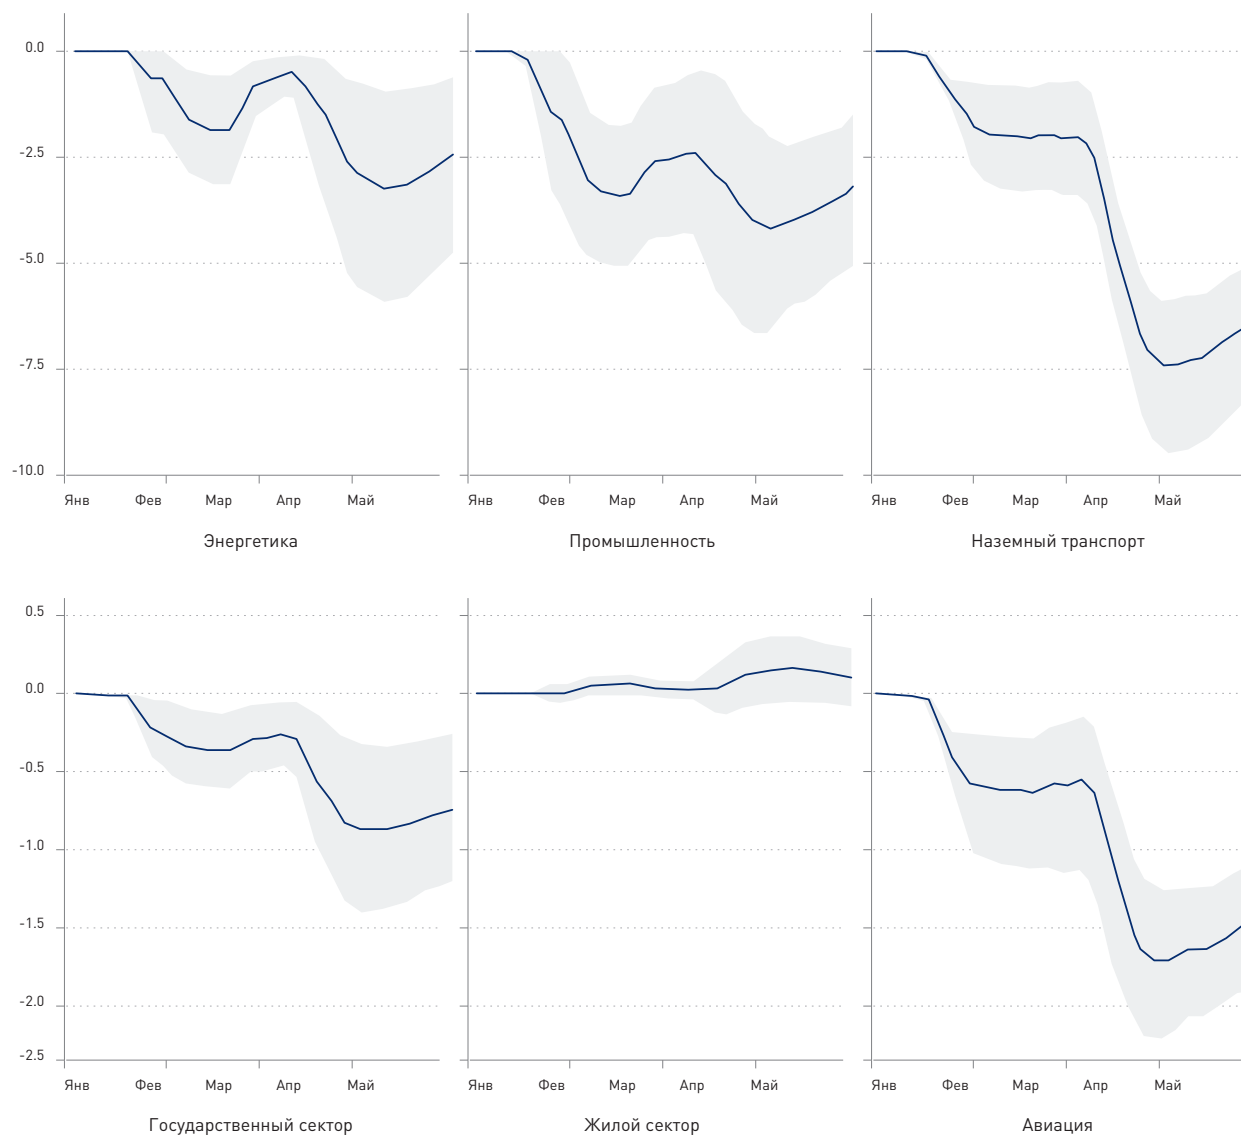 0.0
-2.5
-5.0
-7.5
-10.0
Янв Фев Мар Апр Май
Янв Фев Мар Апр Май
Янв Фев Мар Апр Май
Энергетика
Промышленность
Наземный транспорт
0.5
0.0
-0.5
-1.0
-1.5
-2.0
-2.5
Янв Фев Мар Апр Май
Янв Фев Мар Апр Май
Янв Фев Мар Апр Май
Государственный сектор
Жилой сектор
Авиация